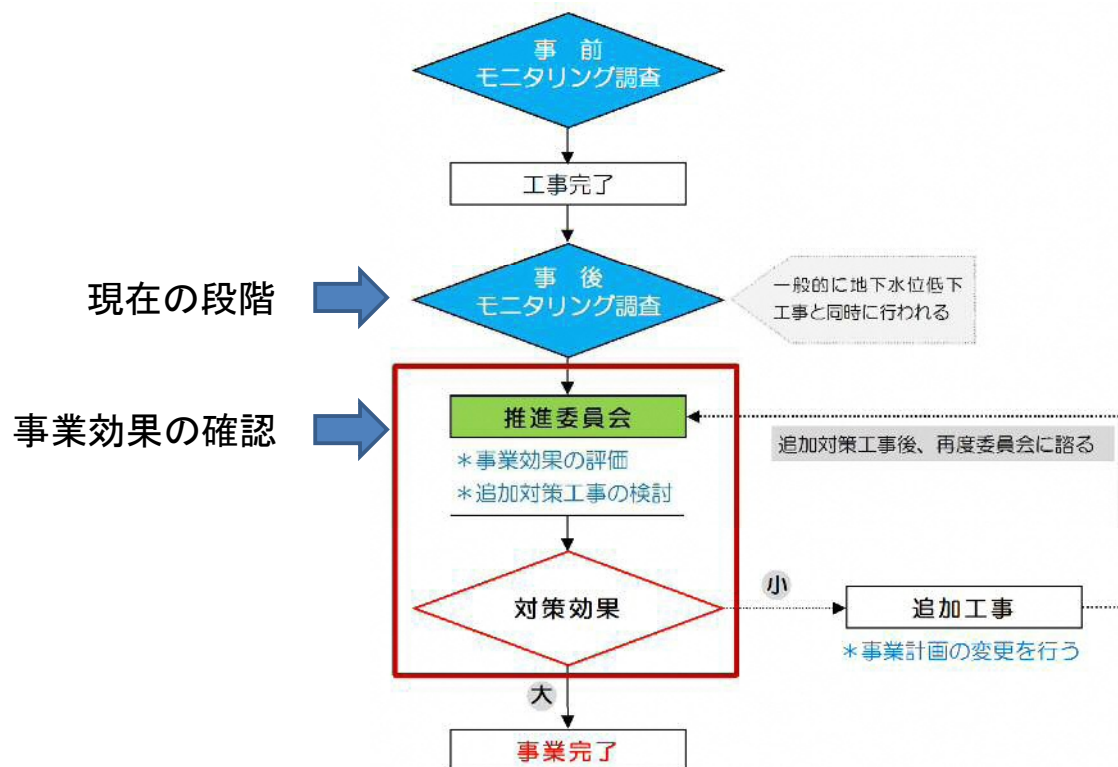 事 前
モニタリング調査
工事完了
現在の段階
事 後
モニタリング調査
一般的に地下水位低下
工事と同時に行われる
事業効果の確認
推進委員会
追加対策工事後、再度委員会に諮る
＊事業効果の評価
＊追加対策工事の検討
対策効果
小
追加工事
＊事業計画の変更を行う
大
事業完了